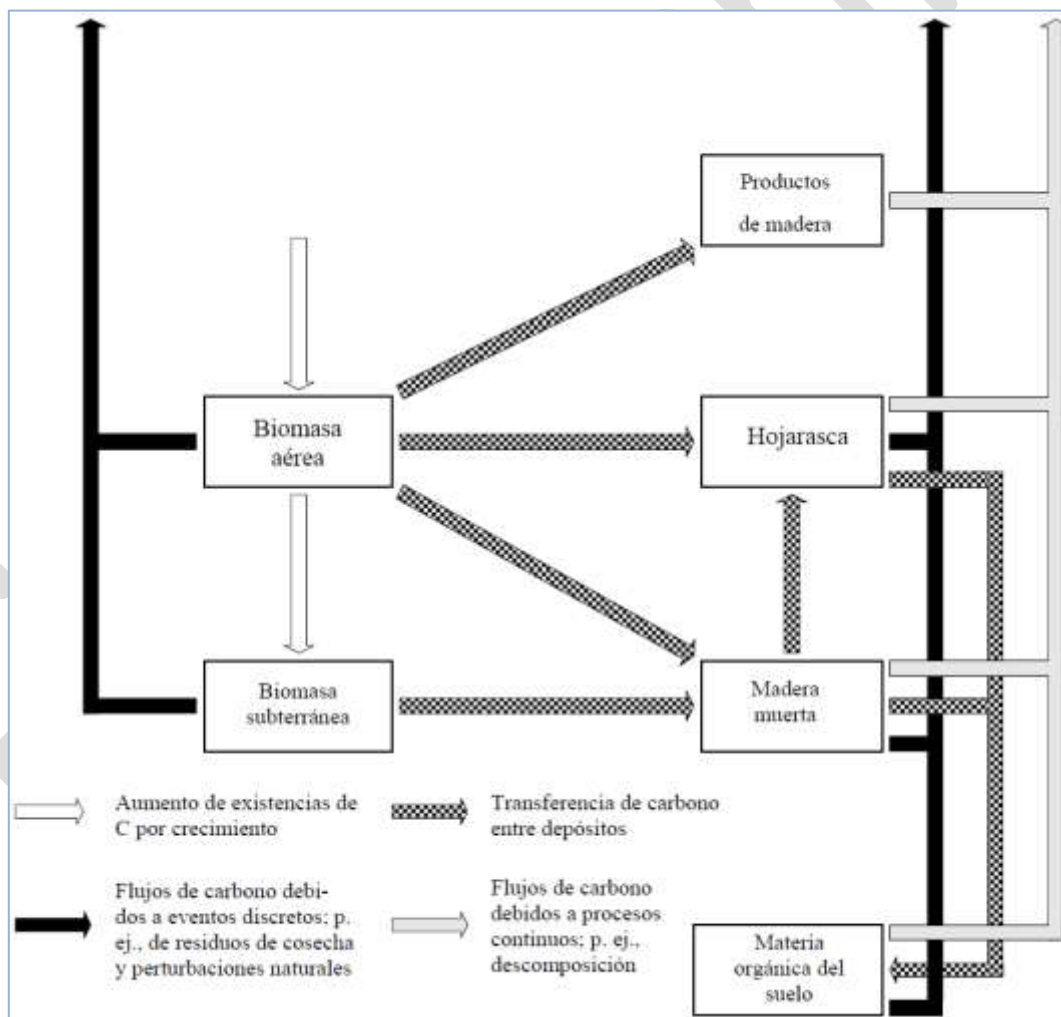 Productos
de madera
Biomasa
aérea
Hojarasca
Biomasa
subterránea
Madera
muerta
Aumento de existencias de
C por crecimiento
Transferencia de carbono
entre depósitos
Flujos de carbono debi-
dos a eventos discretos; p.
ej., de residuos de cosecha
y perturbaciones naturales
Flujos de carbono
debidos a procesos
continuos; p. ej.,
descomposición
Materia
orgánica del
suelo